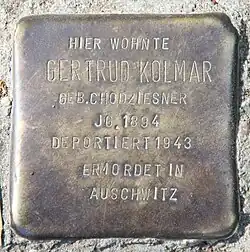 HIER WOHNTE
GERTRUD KOLMAR
GEB. CHODZIESNER
JG. 1894
DEPORTIERT 1943
ERMORDET IN
AUSCHWITZ